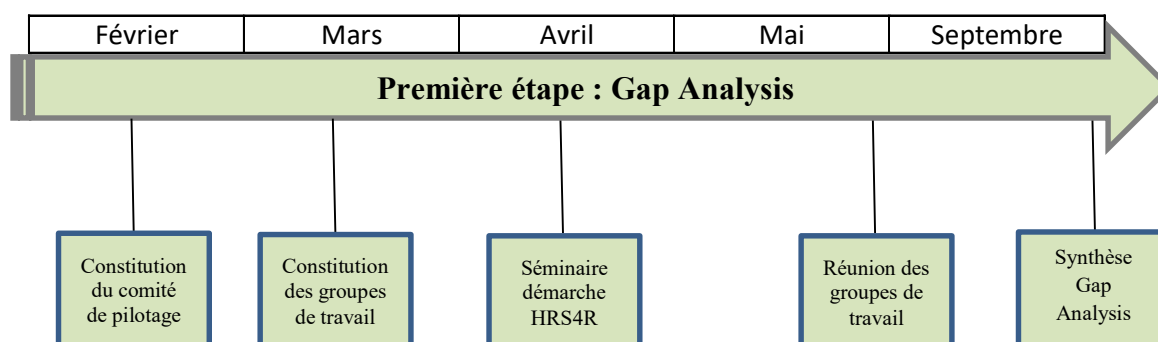 Février Mars Avril Mai Septembre
Première étape : Gap Analysis
Constitution
du comité
de pilotage
Constitution
des groupes
de travail
Séminaire
démarche
HRS4R
Réunion des
groupes de
travail
Synthèse
Gap
Analysis